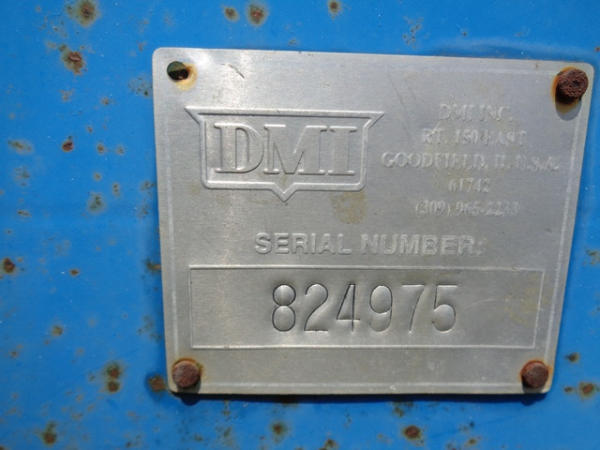 DMI
DMI INC.
RT. 150 EAST
GOODFIELD, IL U.S.A.
61742
(309) 965-2233
SERIAL NUMBER:
824975